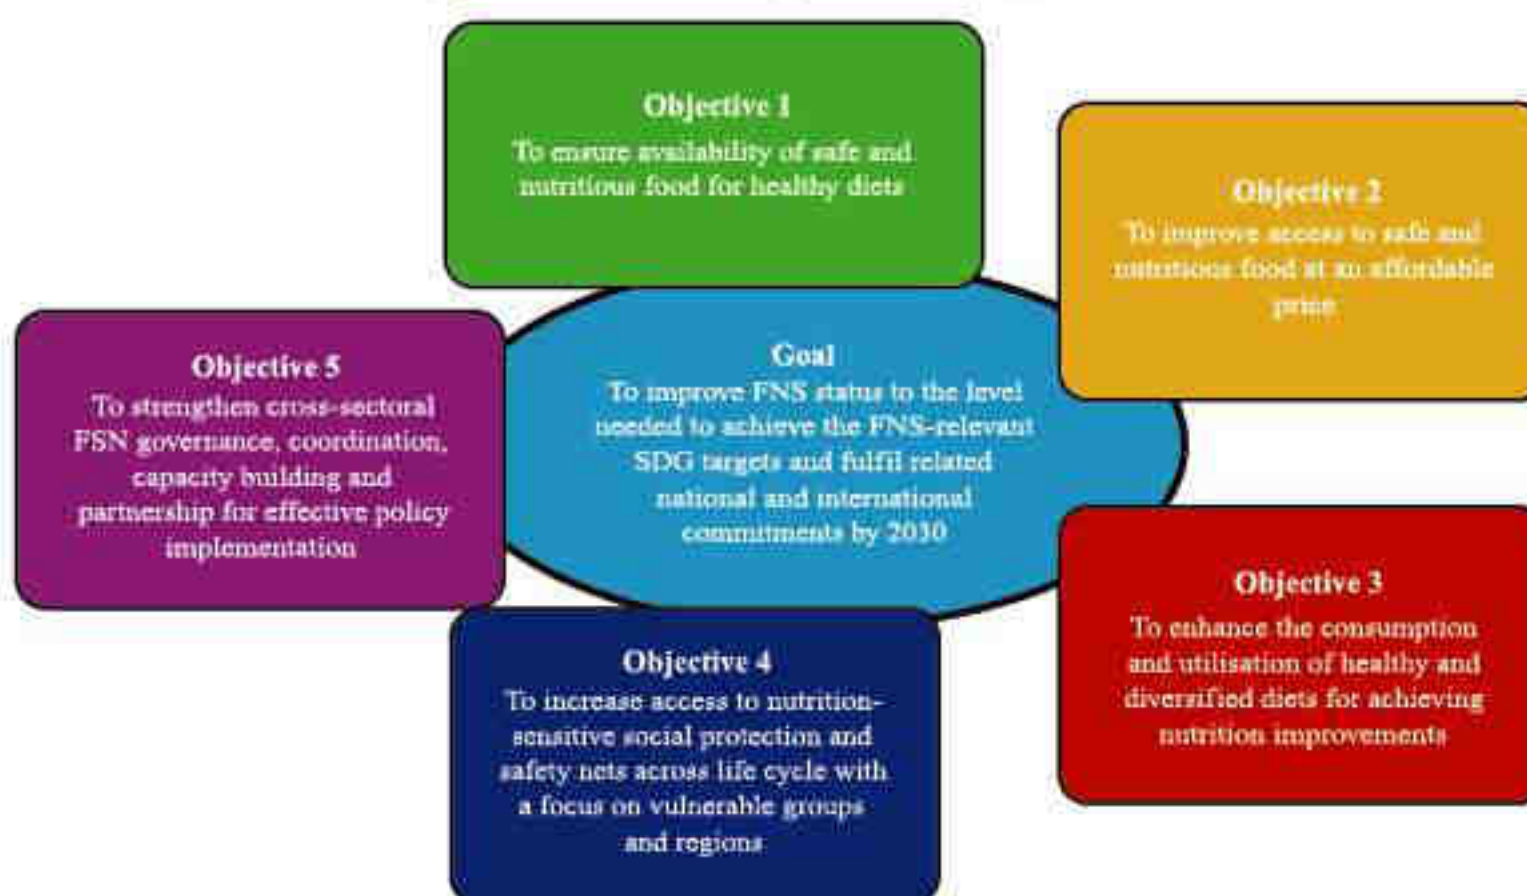 Objective 1
To ensure availability of safe and
nutritious food for healthy diets
Objective 2
To improve access to safe and
nutritious food at an affordable
price
Goal
To improve FNS status to the level
needed to achieve the FNS-relevant
SDG targets and fulfil related
national and international
commitments by 2030
Objective 5
To strengthen cross-sectoral
FSN governance, coordination,
capacity building and
partnership for effective policy
implementation
Objective 3
To enhance the consumption
and utilisation of healthy and
diversified diets for achieving
nutrition improvements
Objective 4
To increase access to nutrition-
sensitive social protection and
safety nets across life cycle with
a focus on vulnerable groups
and regions